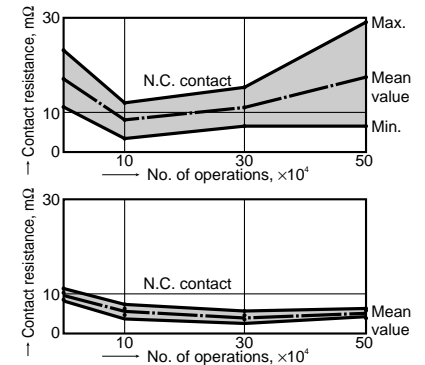 → Contact resistance, mΩ
30
10
0
N.C. contact
Max.
Mean
value
Min.
10
30
50
→ No. of operations, ×10⁴
→ Contact resistance, mΩ
30
10
0
N.C. contact
Mean
value
10
30
50
→ No. of operations, ×10⁴